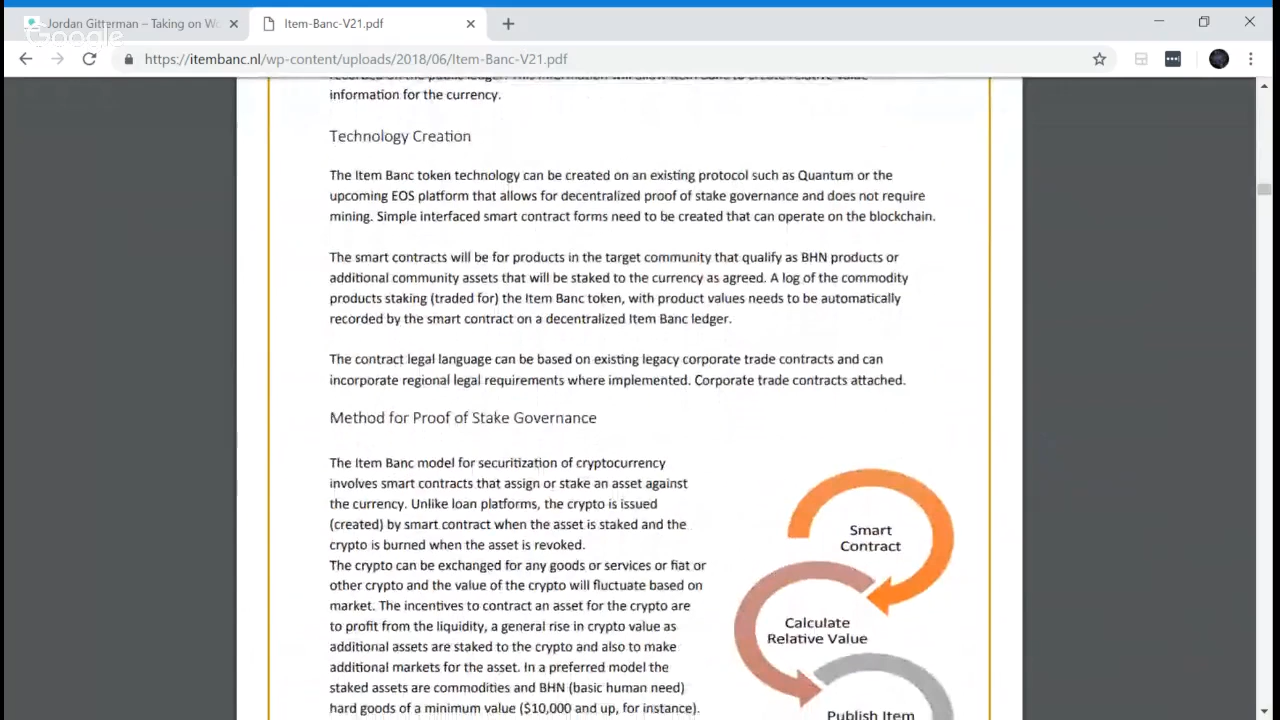 Jordan Gitterman – Taking on Wo
Item-Banc-V21.pdf
Google
https://itembanc.nl/wp-content/uploads/2018/06/Item-Banc-V21.pdf
information for the currency.
Technology Creation
The Item Banc token technology can be created on an existing protocol such as Quantum or the
upcoming EOS platform that allows for decentralized proof of stake governance and does not require
mining. Simple interfaced smart contract forms need to be created that can operate on the blockchain.
The smart contracts will be for products in the target community that qualify as BHN products or
additional community assets that will be staked to the currency as agreed. A log of the commodity
products staking (traded for) the Item Banc token, with product values needs to be automatically
recorded by the smart contract on a decentralized Item Banc ledger.
The contract legal language can be based on existing legacy corporate trade contracts and can
incorporate regional legal requirements where implemented. Corporate trade contracts attached.
Method for Proof of Stake Governance
The Item Banc model for securitization of cryptocurrency
involves smart contracts that assign or stake an asset against
the currency. Unlike loan platforms, the crypto is issued
(created) by smart contract when the asset is staked and the
crypto is burned when the asset is revoked.
The crypto can be exchanged for any goods or services or fiat or
other crypto and the value of the crypto will fluctuate based on
market. The incentives to contract an asset for the crypto are
to profit from the liquidity, a general rise in crypto value as
additional assets are staked to the crypto and also to make
additional markets for the asset. In a preferred model the
staked assets are commodities and BHN (basic human need)
hard goods of a minimum value ($10,000 and up, for instance).
Smart
Contract
Calculate
Relative Value
Publish Item